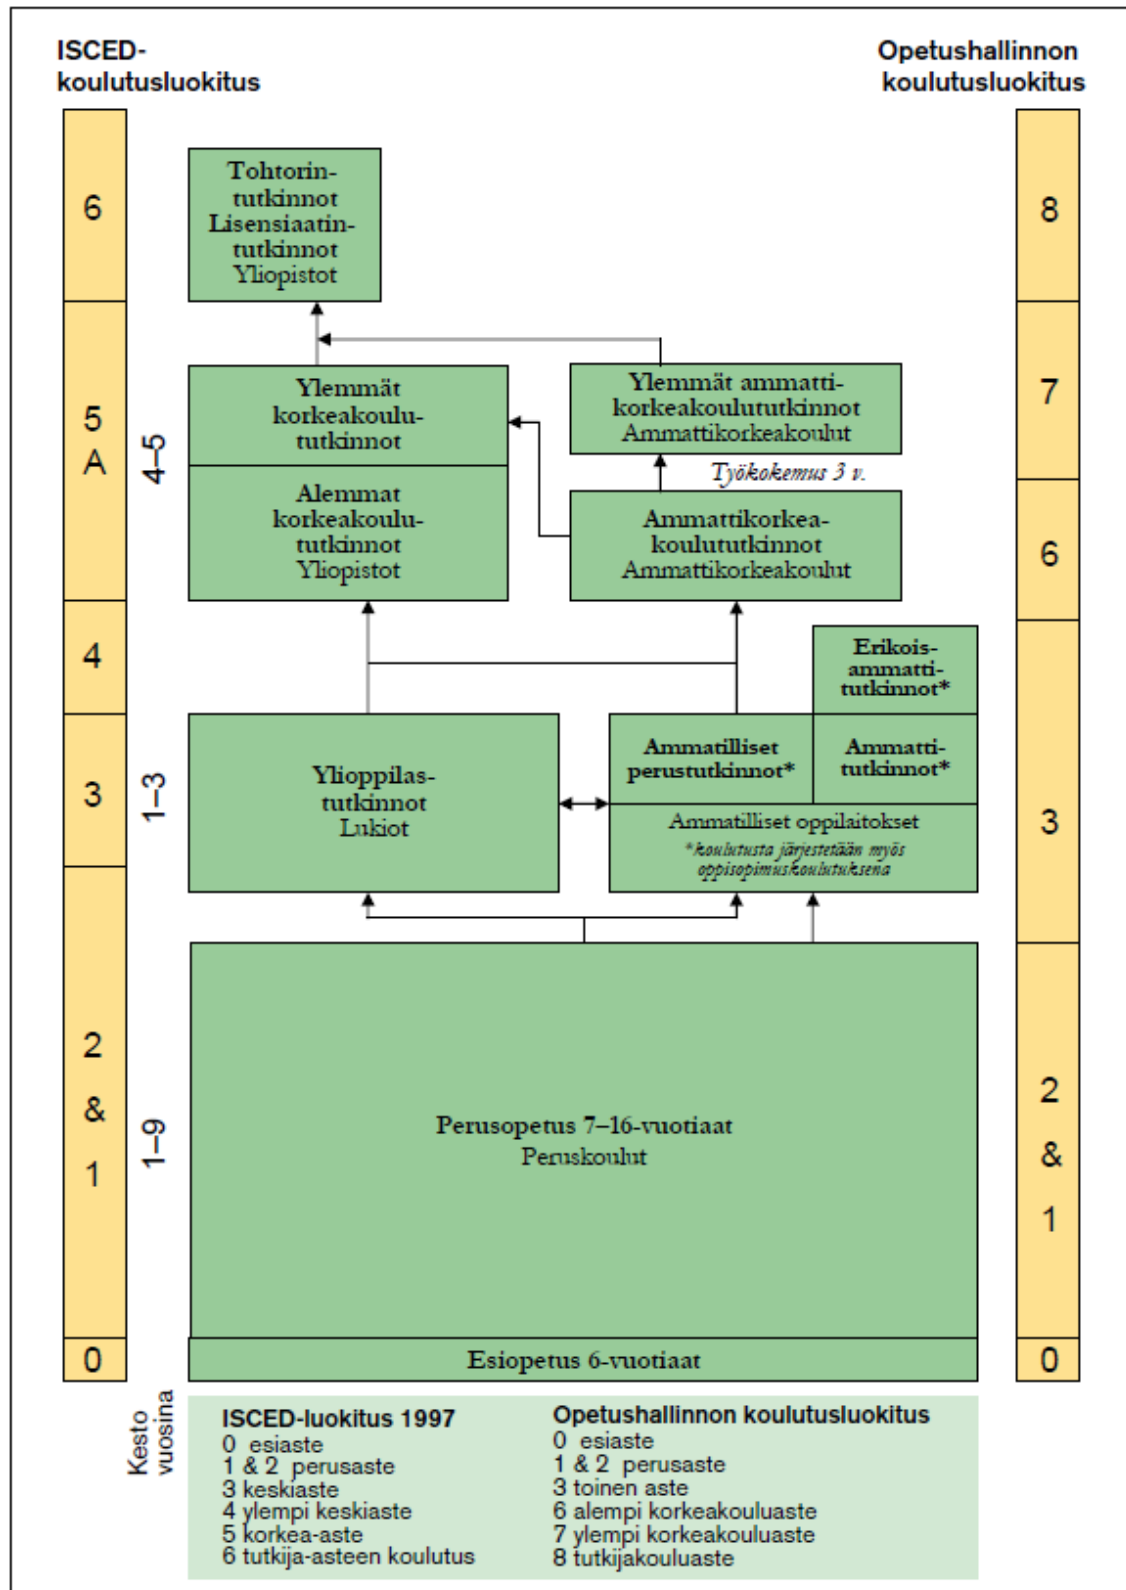 ISCED-
koulutusluokitus
Opetushallinnon
koulutusluokitus
6
8
Tohtorin-
tutkinnot
Lisensiaatin-
tutkinnot
Yliopistot
5
A
4–5
7
Ylemmät
korkeakoulu-
tutkinnot
Ylemmät ammatti-
korkeakoulututkinnot
Ammattikorkeakoulut
Työkokemus 3 v.
Alemmat
korkeakoulu-
tutkinnot
Yliopistot
Ammattikorkea-
koulututkinnot
Ammattikorkeakoulut
6
4
Erikois-
ammatti-
tutkinnot*
3
1–3
Ylioppilas-
tutkinnot
Lukiot
Ammatilliset
perustutkinnot*
Ammatti-
tutkinnot*
Ammatilliset oppilaitokset
*koulutusta järjestetään myös
oppisopimuskoulutuksena
3
2
&
1
1–9
Perusopetus 7–16-vuotiaat
Peruskoulut
2
&
1
0
Esiopetus 6-vuotiaat
0
Kesto
vuosina
ISCED-luokitus 1997
0 esiaste
1 & 2 perusaste
3 keskiaste
4 ylempi keskiaste
5 korkea-aste
6 tutkija-asteen koulutus
Opetushallinnon koulutusluokitus
0 esiaste
1 & 2 perusaste
3 toinen aste
6 alempi korkeakouluaste
7 ylempi korkeakouluaste
8 tutkijakouluaste